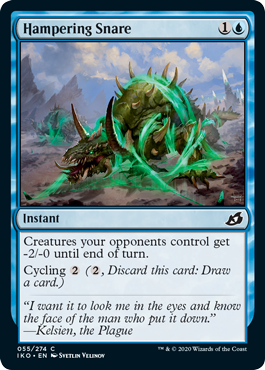 Hampering Snare 1
Instant
Creatures your opponents control get
-2/-0 until end of turn.
Cycling 2 (2, Discard this card: Draw
a card.)
“I want it to look me in the eyes and know
the face of the man who put it down.”
—Kelsien, the Plague
055/274 C
IKO • EN Svetlin Velinov
™ & © 2020 Wizards of the Coast